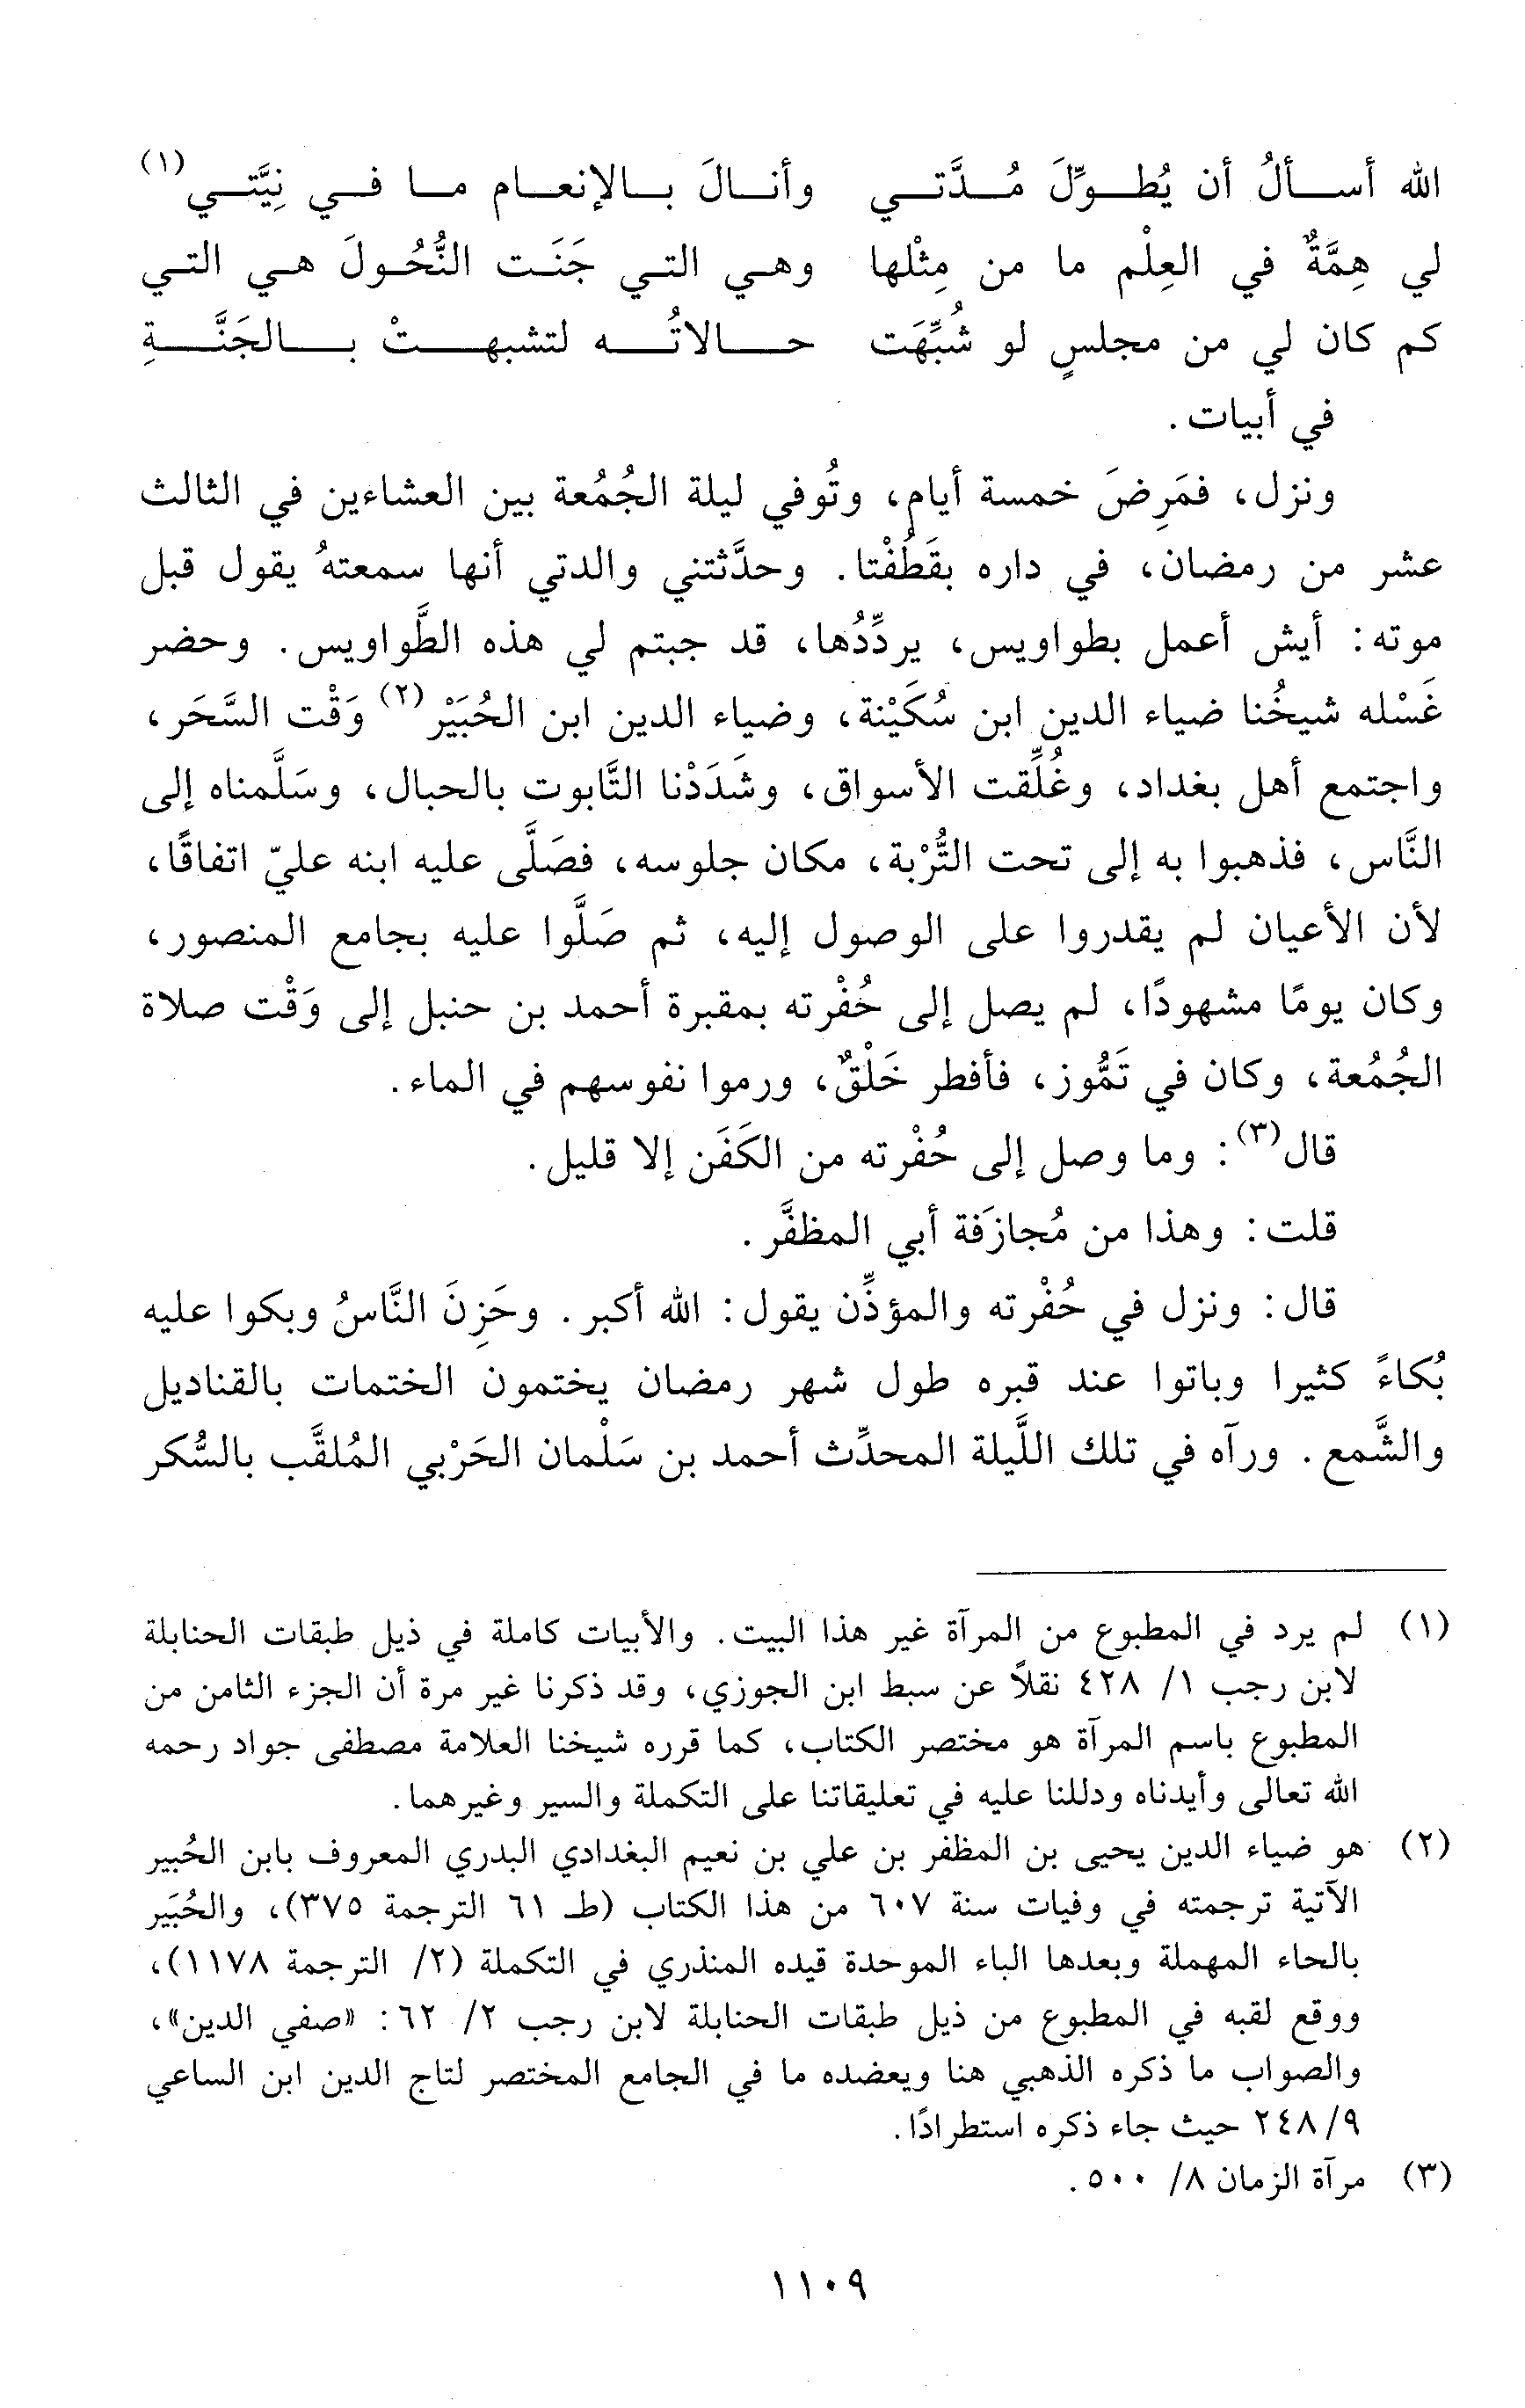 الله أسألُ أن يُطوِّلَ مُدَّتي وأنالَ بالإنعام ما في نِيَّتي(١)
لي هِمَّةٌ في العِلْم ما من مِثْلها وهي التي جَنَت النُّحُولَ هي التي
كم كان لي من مجلسٍ لو شُبِّهَت حالاتُه لتشبهتْ بالجَنَّةِ
في أبيات.
ونزل، فمَرِضَ خمسة أيام، وتُوفي ليلة الجُمُعة بين العشاءين في الثالث
عشر من رمضان، في داره بقَطُفْتا. وحدَّثتني والدتي أنها سمعتهُ يقول قبل
موته: أيش أعمل بطواويس، يردِّدُها، قد جبتم لي هذه الطَّواويس. وحضر
غَسْله شيخُنا ضياء الدين ابن سُكَيْنة، وضياء الدين ابن الحُبَيْر(٢) وَقْت السَّحَر،
واجتمع أهل بغداد، وغُلِّقت الأسواق، وشَدَدْنا التَّابوت بالحبال، وسَلَّمناه إلى
النَّاس، فذهبوا به إلى تحت التُّرْبة، مكان جلوسه، فصَلَّى عليه ابنه عليّ اتفاقًا،
لأن الأعيان لم يقدروا على الوصول إليه، ثم صَلَّوا عليه بجامع المنصور،
وكان يومًا مشهودًا، لم يصل إلى حُفْرته بمقبرة أحمد بن حنبل إلى وَقْت صلاة
الجُمُعة، وكان في تَمُّوز، فأفطر خَلْقٌ، ورموا نفوسهم في الماء.
قال(٣): وما وصل إلى حُفْرته من الكَفَن إلا قليل.
قلت: وهذا من مُجازَفة أبي المظفَّر.
قال: ونزل في حُفْرته والمؤذِّن يقول: الله أكبر. وحَزِنَ النَّاسُ وبكوا عليه
بُكاءً كثيرا وباتوا عند قبره طول شهر رمضان يختمون الختمات بالقناديل
والشَّمع. ورآه في تلك اللَّيلة المحدِّث أحمد بن سَلْمان الحَرْبي المُلقَّب بالسُّكر
(١) لم يرد في المطبوع من المرآة غير هذا البيت. والأبيات كاملة في ذيل طبقات الحنابلة
لابن رجب ١/ ٤٢٨ نقلاً عن سبط ابن الجوزي، وقد ذكرنا غير مرة أن الجزء الثامن من
المطبوع باسم المرآة هو مختصر الكتاب، كما قرره شيخنا العلامة مصطفى جواد رحمه
الله تعالى وأيدناه ودللنا عليه في تعليقاتنا على التكملة والسير وغيرهما.
(٢) هو ضياء الدين يحيى بن المظفر بن علي بن نعيم البغدادي البدري المعروف بابن الحُبير
الآتية ترجمته في وفيات سنة ٦٠٧ من هذا الكتاب (طـ ٦١ الترجمة ٣٧٥)، والحُبَير
بالحاء المهملة وبعدها الباء الموحدة قيده المنذري في التكملة (٢/ الترجمة ١١٧٨)،
ووقع لقبه في المطبوع من ذيل طبقات الحنابلة لابن رجب ٢/ ٦٢: «صفي الدين»،
والصواب ما ذكره الذهبي هنا ويعضده ما في الجامع المختصر لتاج الدين ابن الساعي
٩/ ٢٤٨ حيث جاء ذكره استطرادًا.
(٣) مرآة الزمان ٨/ ٥٠٠.
١١٠٩